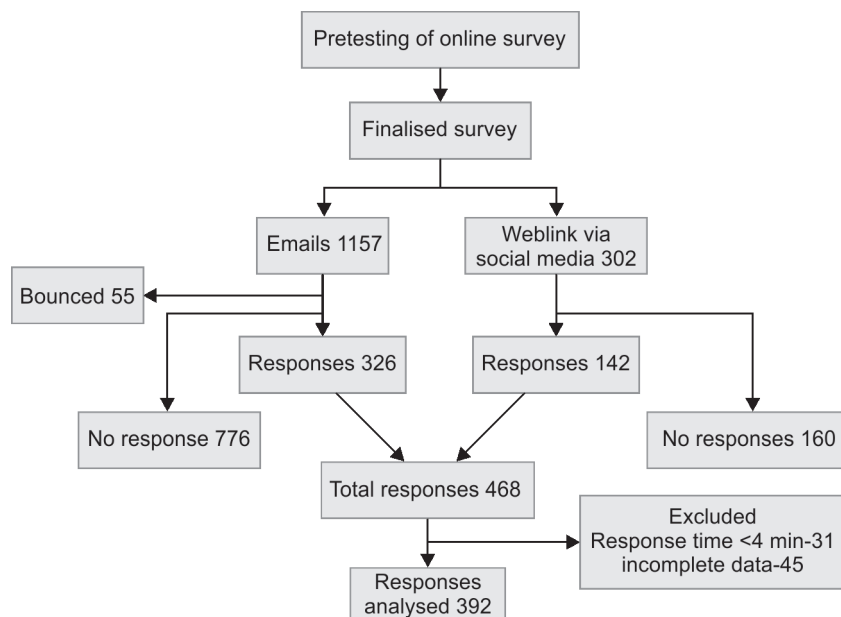 Pretesting of online survey
Finalised survey
Emails 1157
Weblink via
social media 302
Bounced 55
Responses 326
Responses 142
No response 776
No responses 160
Total responses 468
Excluded
Response time <4 min-31
incomplete data-45
Responses
analysed 392